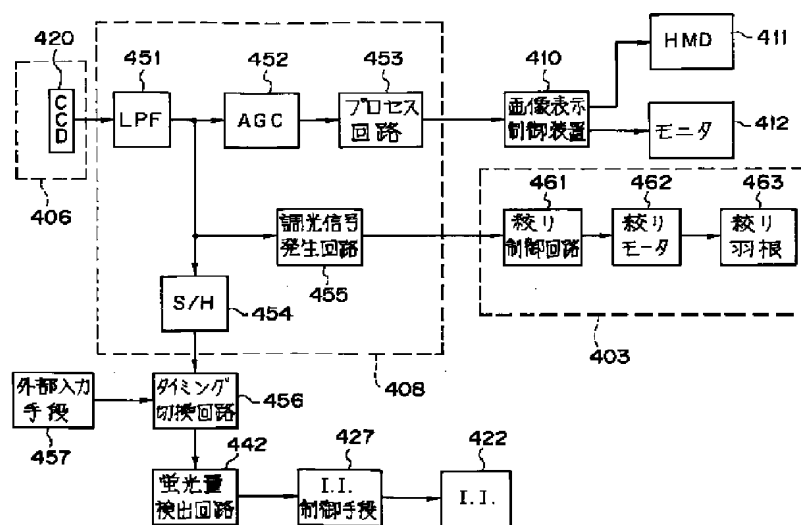 420
CCD
406
451
LPF
452
AGC
453
プロセス
回路
410
画像表示
制御装置
HMD
411
モニタ
412
461
絞り
制御回路
462
絞り
モータ
463
絞り
羽根
403
調光信号
発生回路
455
S/H
454
408
外部入力
手段
457
タイミング
切換回路
456
442
蛍光量
検出回路
427
I.I.
制御手段
422
I.I.